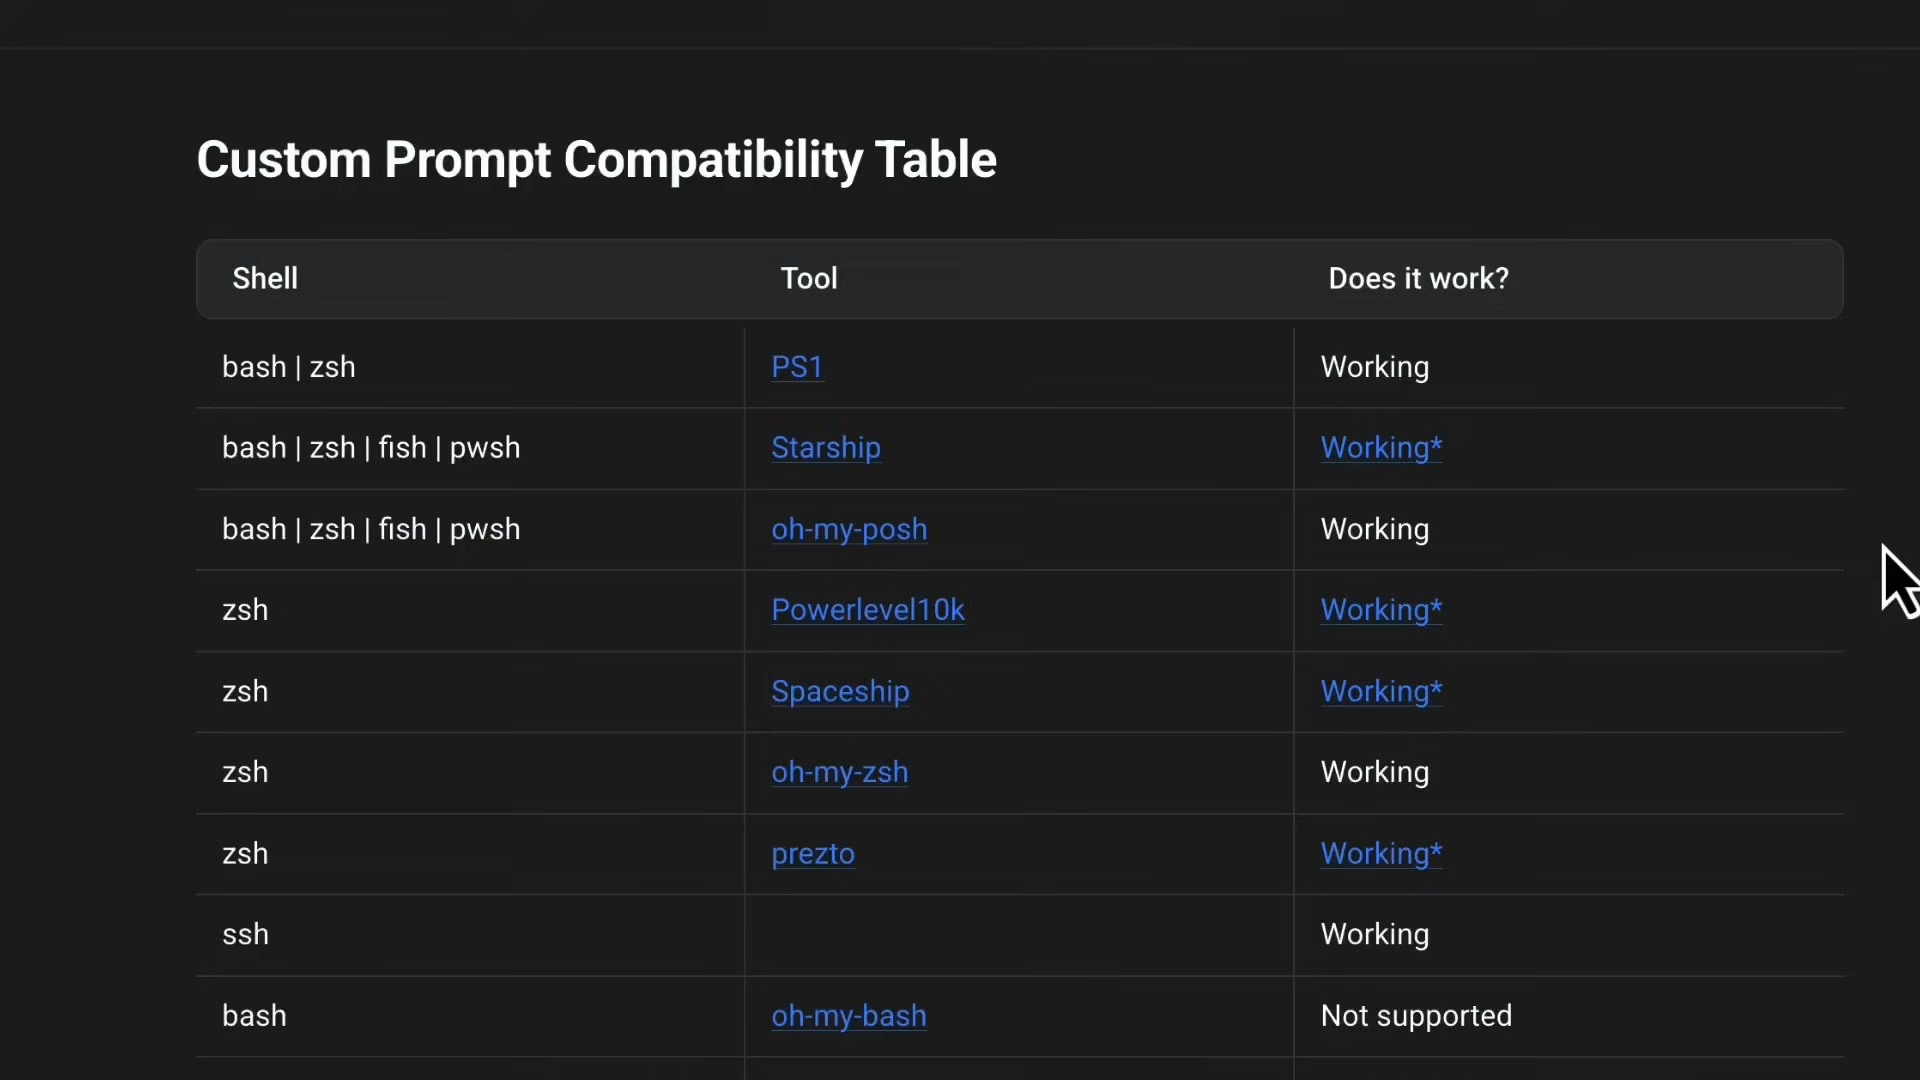 Custom Prompt Compatibility Table
Shell Tool Does it work?
bash | zsh PS1 Working
bash | zsh | fish | pwsh Starship Working*
bash | zsh | fish | pwsh oh-my-posh Working
zsh Powerlevel10k Working*
zsh Spaceship Working*
zsh oh-my-zsh Working
zsh prezto Working*
ssh Working
bash oh-my-bash Not supported